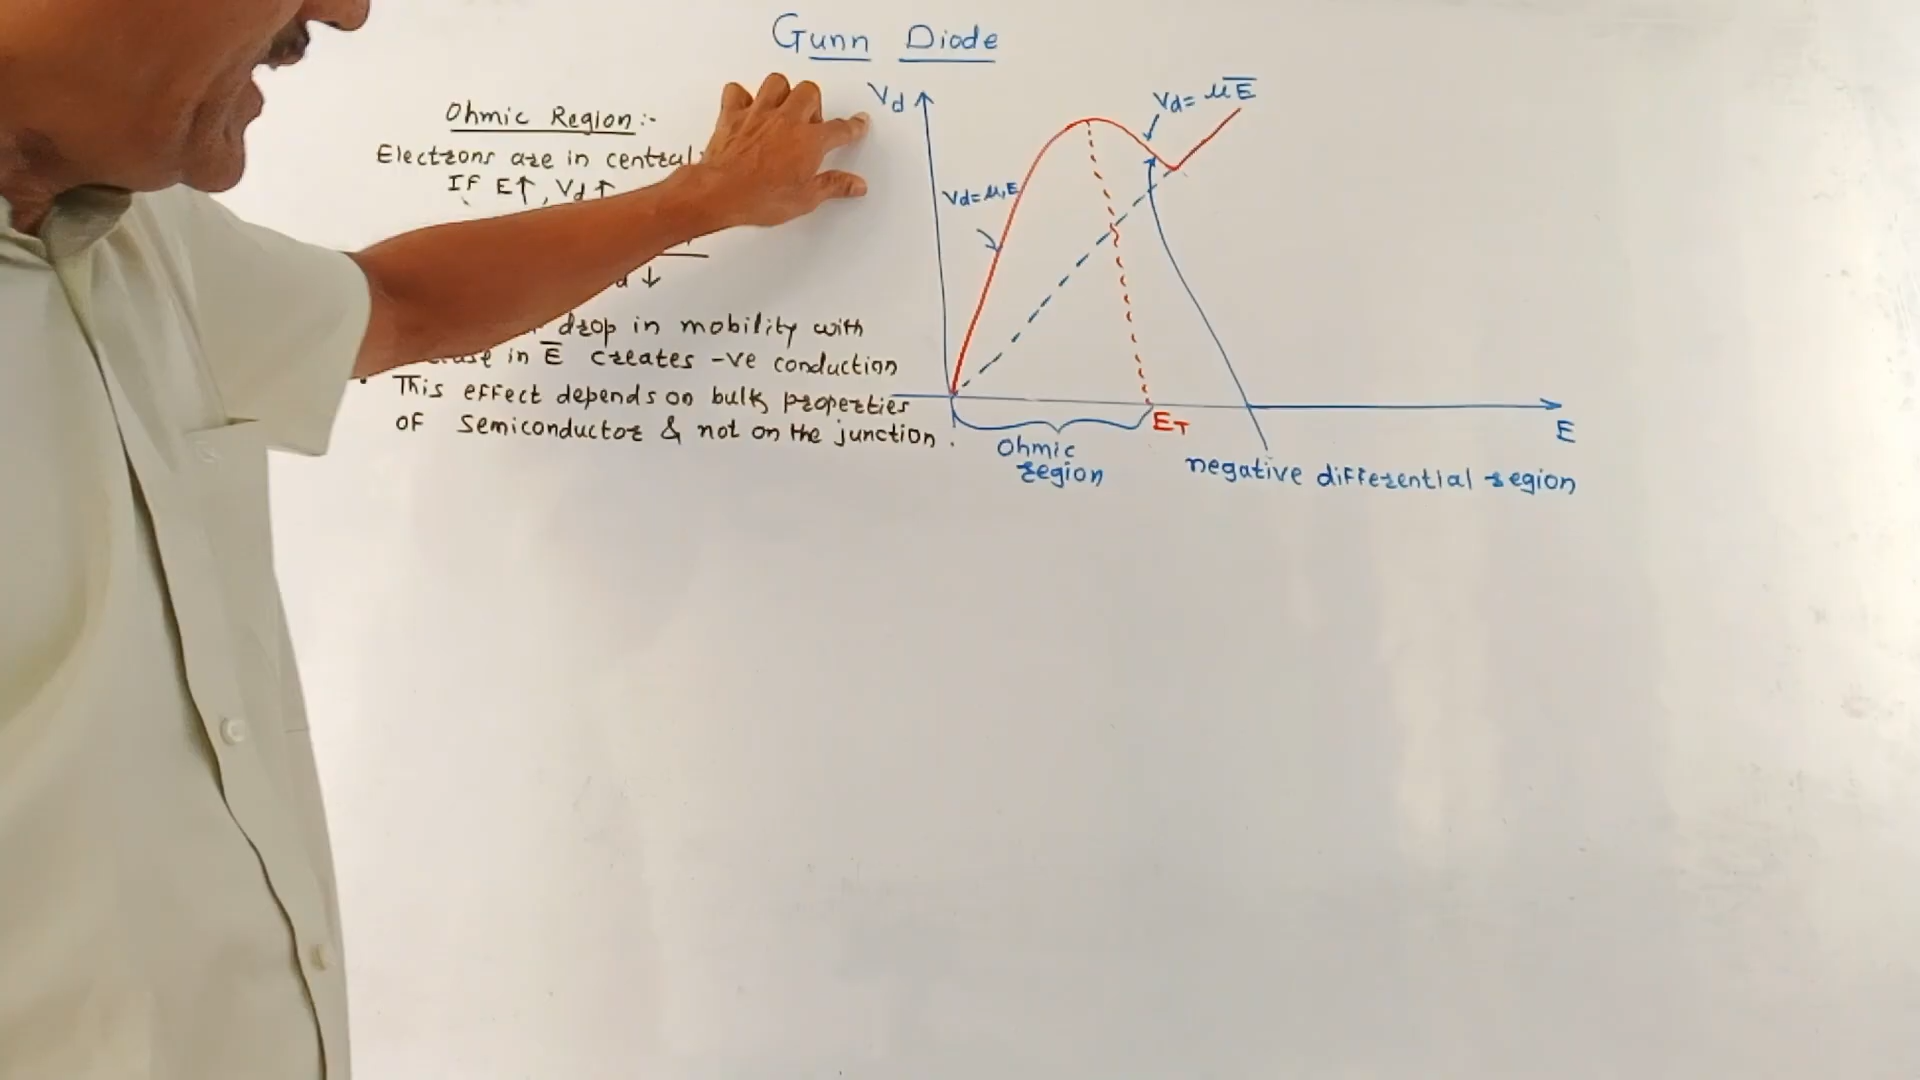 Gunn Diode
Ohmic Region:-
Electrons are in central
If E↑, Vd↑
↓
drop in mobility with
in E̅ creates -ve conduction
This effect depends on bulk properties
of Semiconductor & not on the junction.
Vd
Vd= μE̅
Vd=μ₁E
ET
E
Ohmic
region
negative differential region